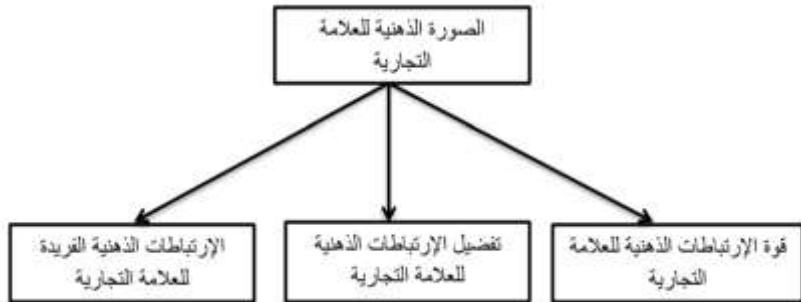 الصورة الذهنية للعلامة
التجارية
قوة الإرتباطات الذهنية للعلامة
التجارية
تفضيل الإرتباطات الذهنية
للعلامة التجارية
الإرتباطات الذهنية الفريدة
للعلامة التجارية